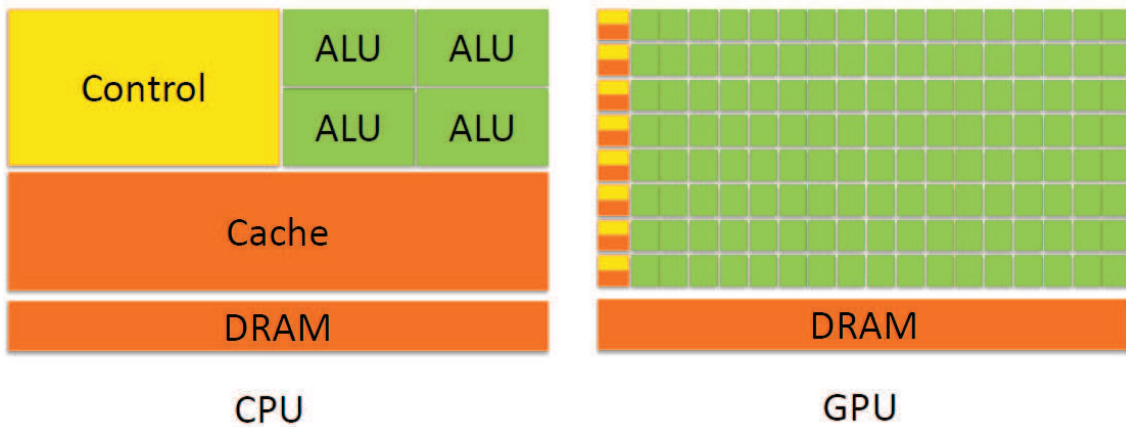 Control
ALU ALU
ALU ALU
Cache
DRAM
CPU
DRAM
GPU